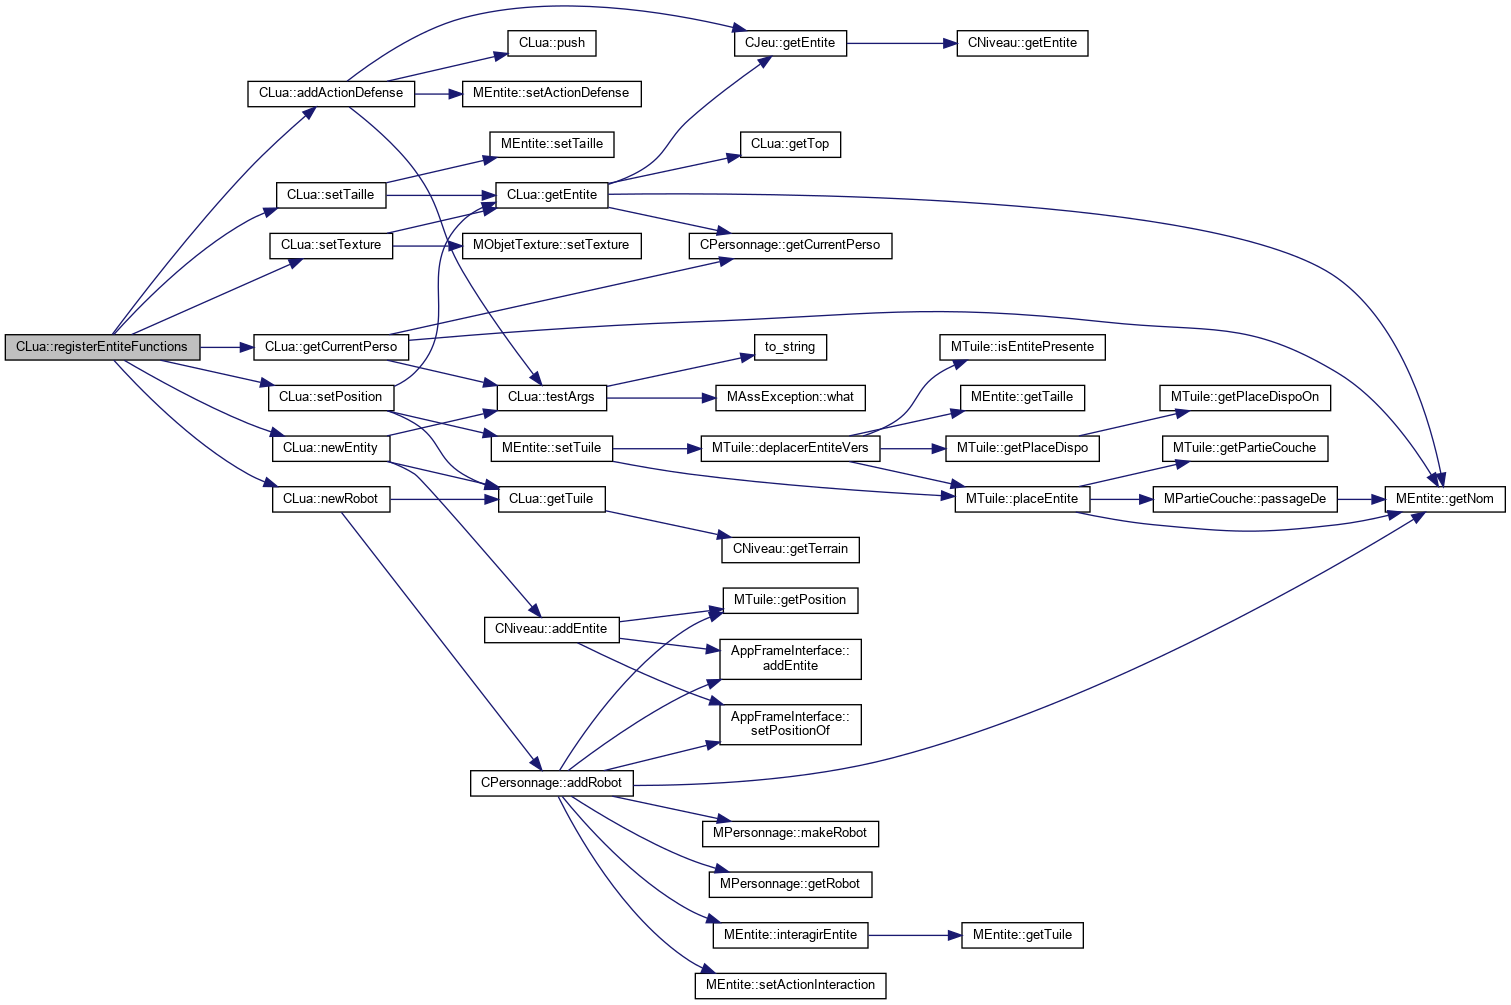 CLua::registerEntiteFunctions
CLua::addActionDefense
CLua::setTaille
CLua::setTexture
CLua::getCurrentPerso
CLua::setPosition
CLua::newEntity
CLua::newRobot
CLua::push
MEntite::setActionDefense
MEntite::setTaille
CLua::getEntite
MObjetTexture::setTexture
CLua::testArgs
MEntite::setTuile
CLua::getTuile
CNiveau::addEntite
CPersonnage::addRobot
CJeu::getEntite
CLua::getTop
CPersonnage::getCurrentPerso
to_string
MAssException::what
MTuile::deplacerEntiteVers
CNiveau::getTerrain
MTuile::getPosition
AppFrameInterface::
addEntite
AppFrameInterface::
setPositionOf
MPersonnage::makeRobot
MPersonnage::getRobot
MEntite::interagirEntite
MEntite::setActionInteraction
CNiveau::getEntite
MTuile::isEntitePresente
MEntite::getTaille
MTuile::getPlaceDispo
MTuile::placeEntite
MEntite::getTuile
MTuile::getPlaceDispoOn
MTuile::getPartieCouche
MPartieCouche::passageDe
MEntite::getNom